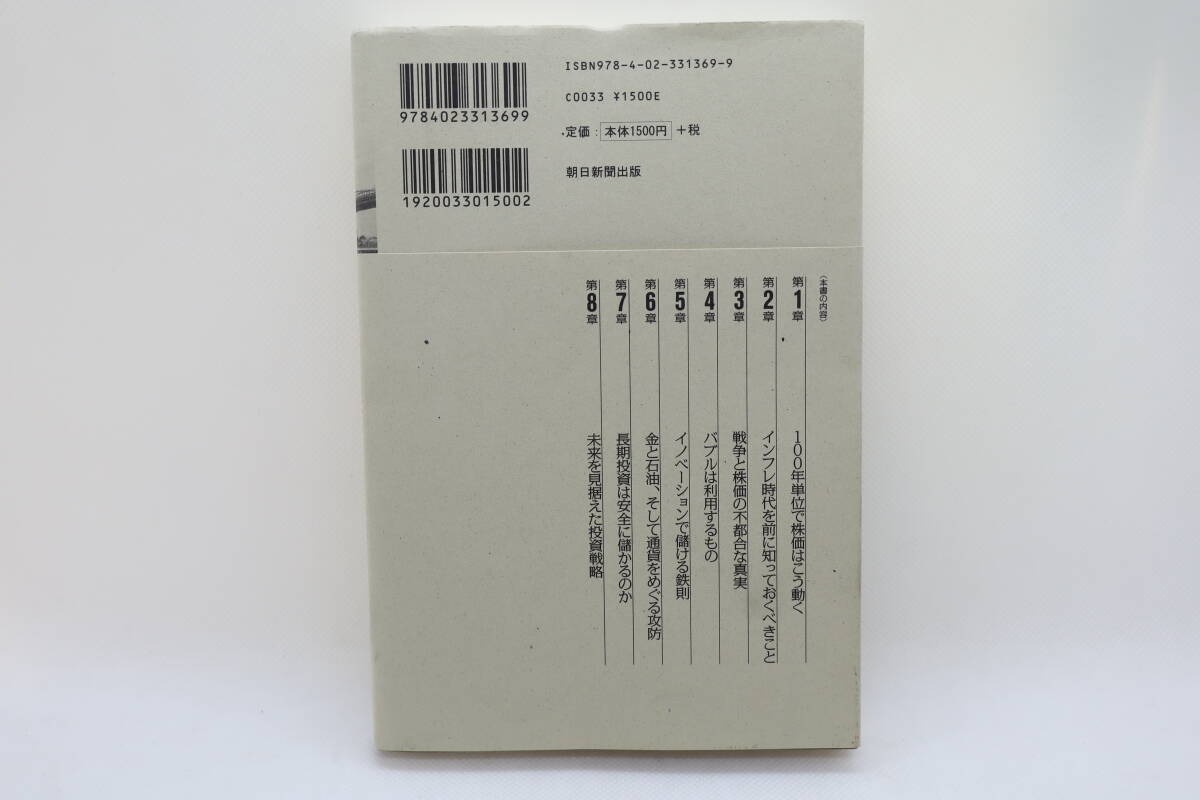 ISBN978-4-02-331369-9
C0033 ¥1500E
定価:本体1500円+税
朝日新聞出版
9784023313699
1920033015002
〈本書の内容〉
第1章 100年単位で株価はこう動く
第2章 インフレ時代を前に知っておくべきこと
第3章 戦争と株価の不都合な真実
第4章 バブルは利用するもの
第5章 イノベーションで儲ける鉄則
第6章 金と石油、そして通貨をめぐる攻防
第7章 長期投資は安全に儲かるのか
第8章 未来を見据えた投資戦略